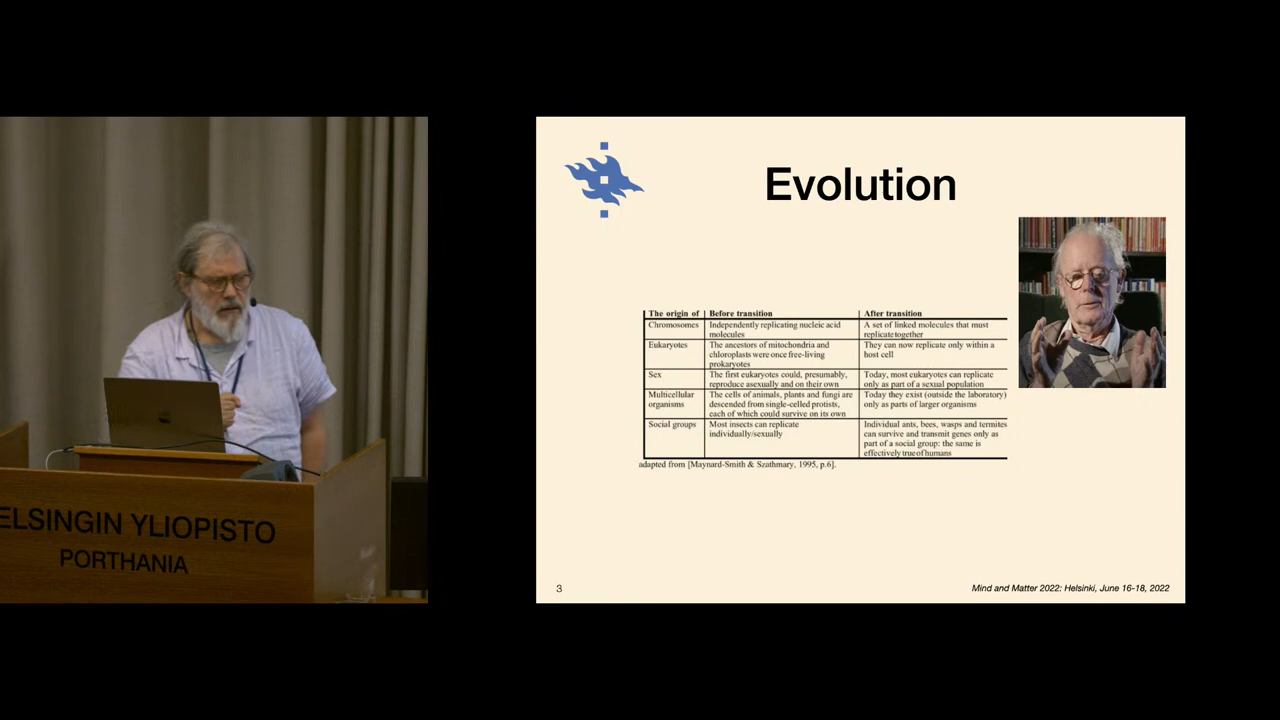 ELSINGIN YLIOPISTO
PORTHANIA
Evolution
The origin of
Before transition
After transition
Chromosomes
Independently replicating nucleic acid
molecules
A set of linked molecules that must
replicate together
Eukaryotes
The ancestors of mitochondria and
chloroplasts were once free-living
prokaryotes
They can now replicate only within a
host cell
Sex
The first eukaryotes could, presumably,
reproduce asexually and on their own
Today, most eukaryotes can replicate
only as part of a sexual population
Multicellular
organisms
The cells of animals, plants and fungi are
descended from single-celled protists,
each of which could survive on its own
Today they exist (outside the laboratory)
only as parts of larger organisms
Social groups
Most insects can replicate
individually/sexually
Individual ants, bees, wasps and termites
can survive and transmit genes only as
part of a social group: the same is
effectively true of humans
adapted from [Maynard-Smith & Szathmary, 1995, p.6].
3
Mind and Matter 2022: Helsinki, June 16-18, 2022